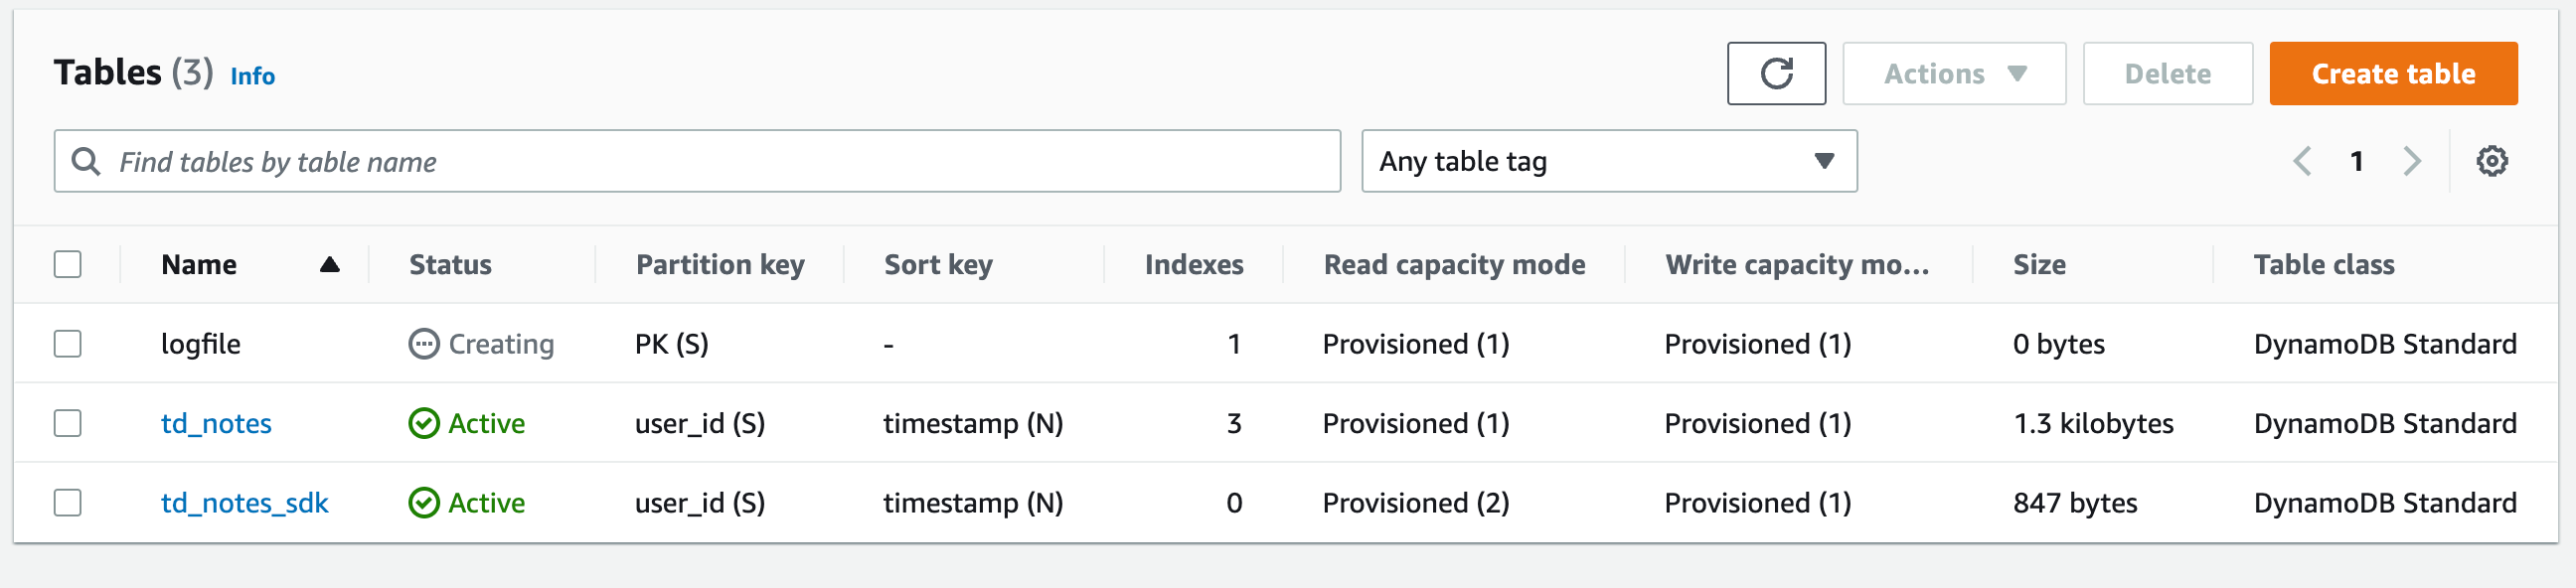 Tables (3) Info Actions Delete Create table
Find tables by table name Any table tag 1
Name Status Partition key Sort key Indexes Read capacity mode Write capacity mo... Size Table class
logfile Creating PK (S) - 1 Provisioned (1) Provisioned (1) 0 bytes DynamoDB Standard
td_notes Active user_id (S) timestamp (N) 3 Provisioned (1) Provisioned (1) 1.3 kilobytes DynamoDB Standard
td_notes_sdk Active user_id (S) timestamp (N) 0 Provisioned (2) Provisioned (1) 847 bytes DynamoDB Standard